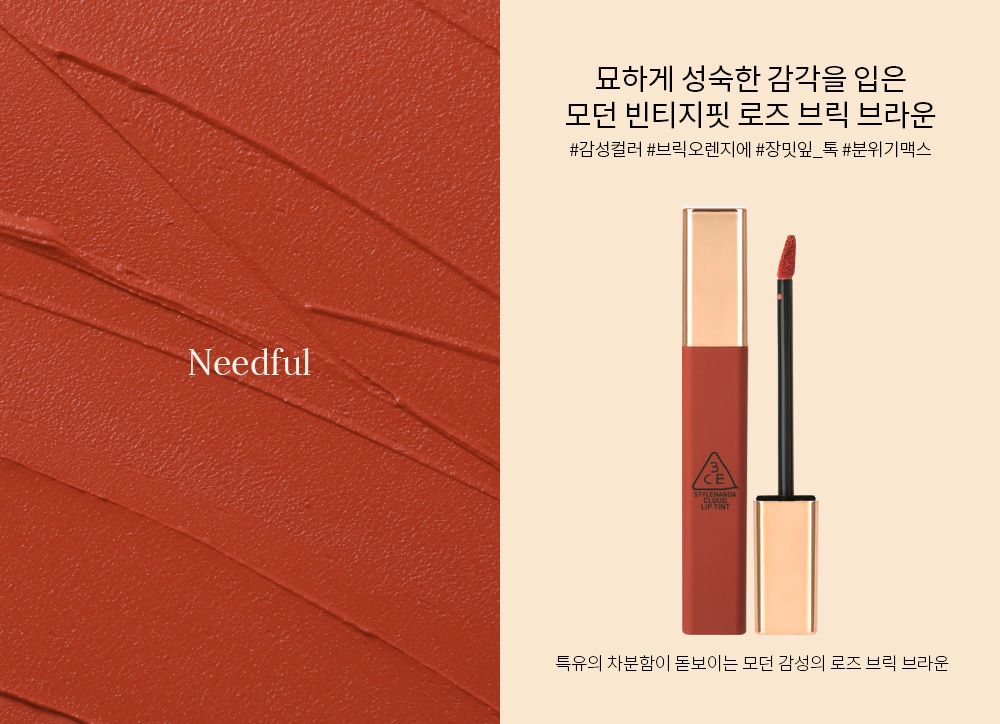 Needful
묘하게 성숙한 감각을 입은
모던 빈티지핏 로즈 브릭 브라운
#감성컬러 #브릭오렌지에 #장밋잎_톡 #분위기맥스
3
CE
STYLENANDA
CLOUD
LIP TINT
특유의 차분함이 돋보이는 모던 감성의 로즈 브릭 브라운